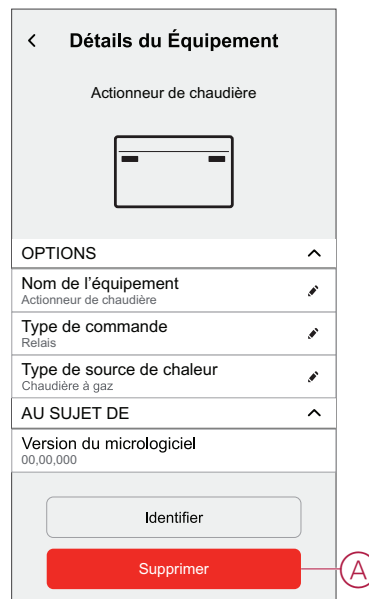 Détails du Équipement
Actionneur de chaudière
OPTIONS
Nom de l'équipement
Actionneur de chaudière
Type de commande
Relais
Type de source de chaleur
Chaudière à gaz
AU SUJET DE
Version du micrologiciel
00,00,000
Identifier
Supprimer
A